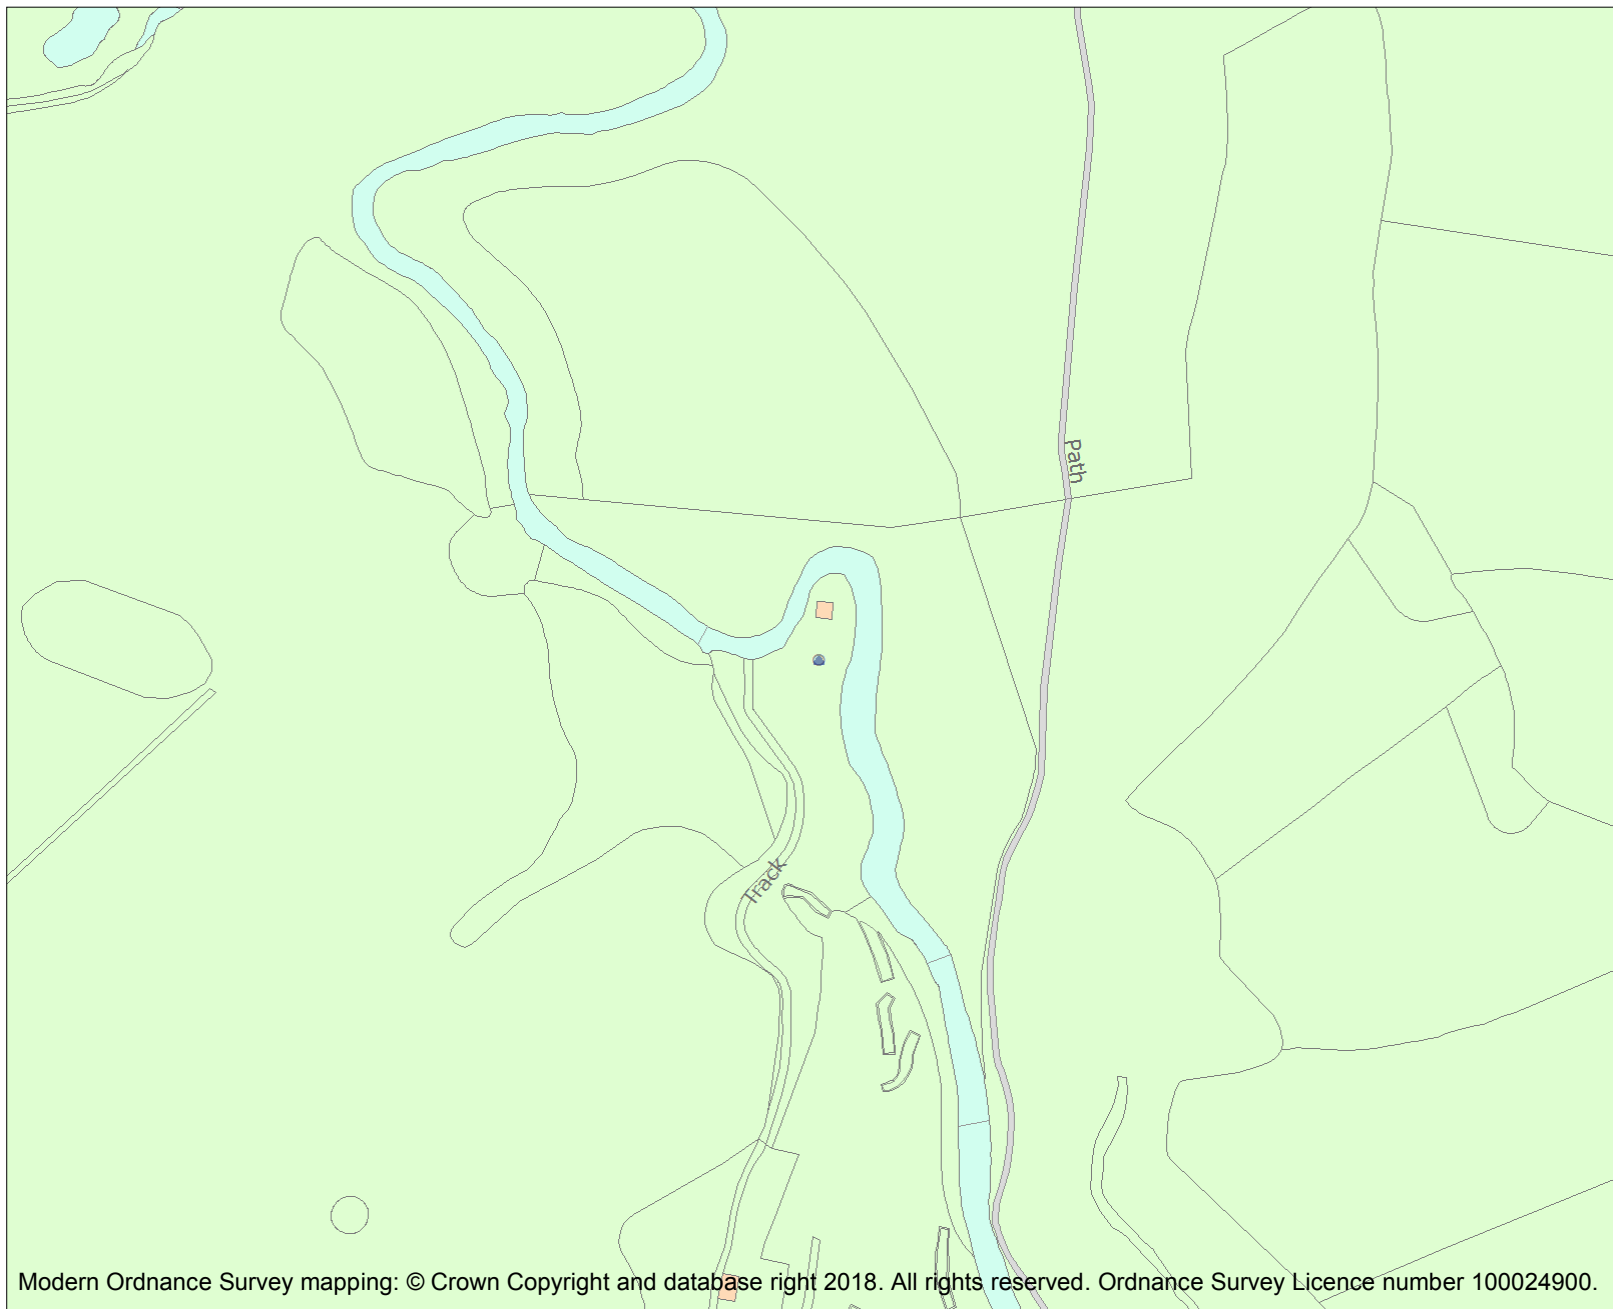 Path
Track
Modern Ordnance Survey mapping: © Crown Copyright and database right 2018. All rights reserved. Ordnance Survey Licence number 100024900.